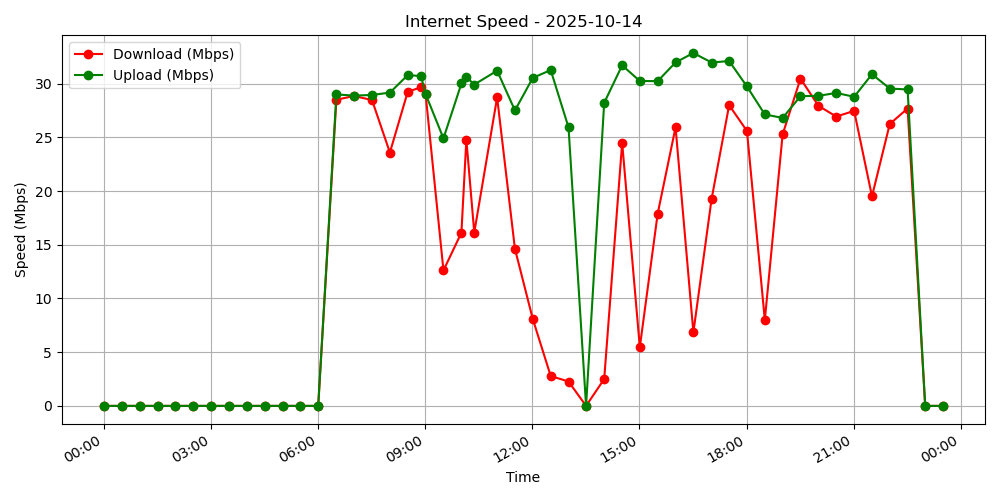 Internet Speed - 2025-10-14
Download (Mbps)
Upload (Mbps)
Speed (Mbps)
30
25
20
15
10
5
0
00:00 03:00 06:00 09:00 12:00 15:00 18:00 21:00 00:00
Time